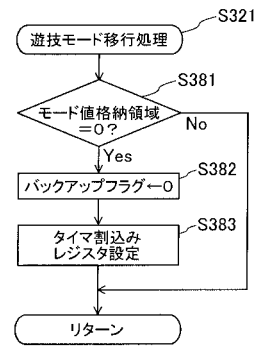 遊技モード移行処理
S321
S381
モード値格納領域
=0?
No
Yes
S382
バックアップフラグ←0
S383
タイマ割込み
レジスタ設定
リターン